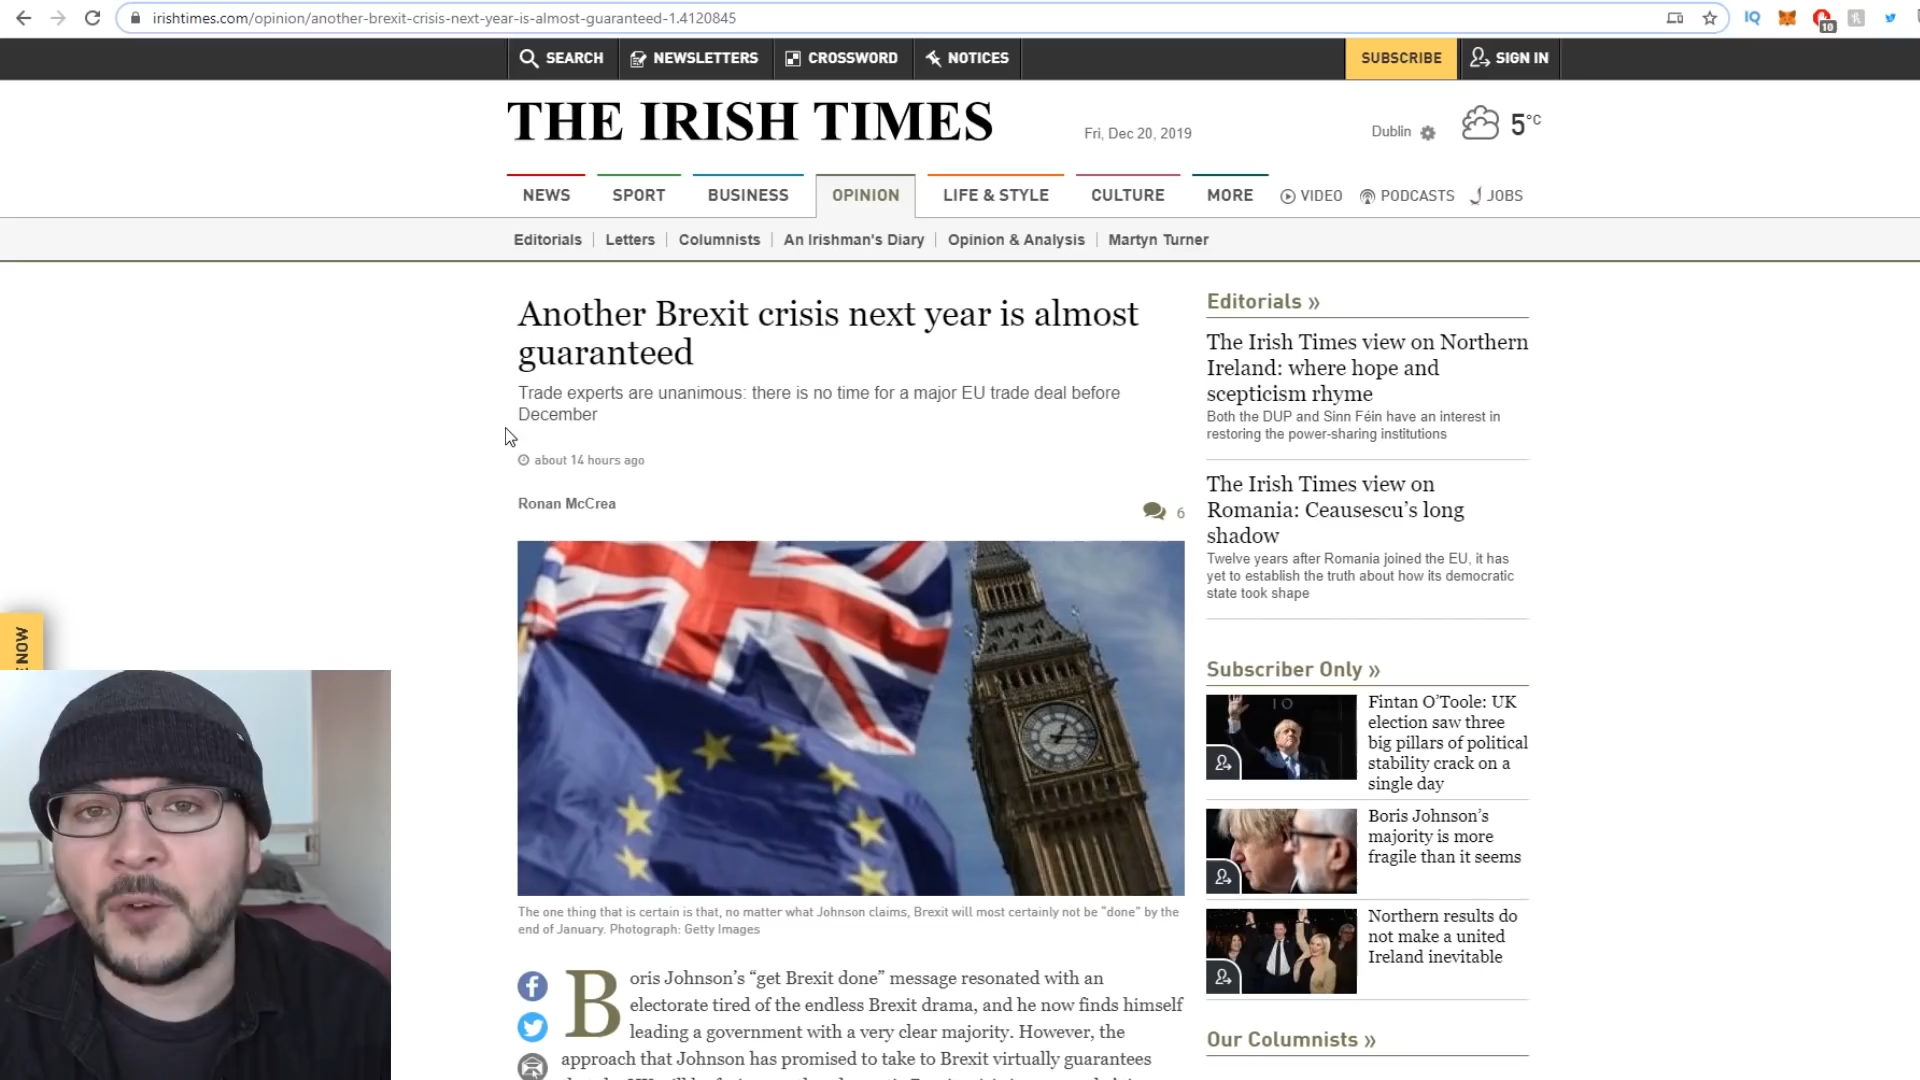 irishtimes.com/opinion/another-brexit-crisis-next-year-is-almost-guaranteed-1.4120845
IQ
10
SEARCH
NEWSLETTERS
CROSSWORD
NOTICES
SUBSCRIBE
SIGN IN
THE IRISH TIMES
Fri, Dec 20, 2019
Dublin
5°C
NEWS
SPORT
BUSINESS
OPINION
LIFE & STYLE
CULTURE
MORE
VIDEO
PODCASTS
JOBS
Editorials
Letters
Columnists
An Irishman's Diary
Opinion & Analysis
Martyn Turner
Another Brexit crisis next year is almost
guaranteed
Trade experts are unanimous: there is no time for a major EU trade deal before
December
about 14 hours ago
Ronan McCrea
6
The one thing that is certain is that, no matter what Johnson claims, Brexit will most certainly not be "done" by the
end of January. Photograph: Getty Images
Boris Johnson’s “get Brexit done” message resonated with an
electorate tired of the endless Brexit drama, and he now finds himself
leading a government with a very clear majority. However, the
approach that Johnson has promised to take to Brexit virtually guarantees
Editorials »
The Irish Times view on Northern
Ireland: where hope and
scepticism rhyme
Both the DUP and Sinn Féin have an interest in
restoring the power-sharing institutions
The Irish Times view on
Romania: Ceausescu’s long
shadow
Twelve years after Romania joined the EU, it has
yet to establish the truth about how its democratic
state took shape
Subscriber Only »
10
Fintan O’Toole: UK
election saw three
big pillars of political
stability crack on a
single day
Boris Johnson’s
majority is more
fragile than it seems
Northern results do
not make a united
Ireland inevitable
Our Columnists »
NOW